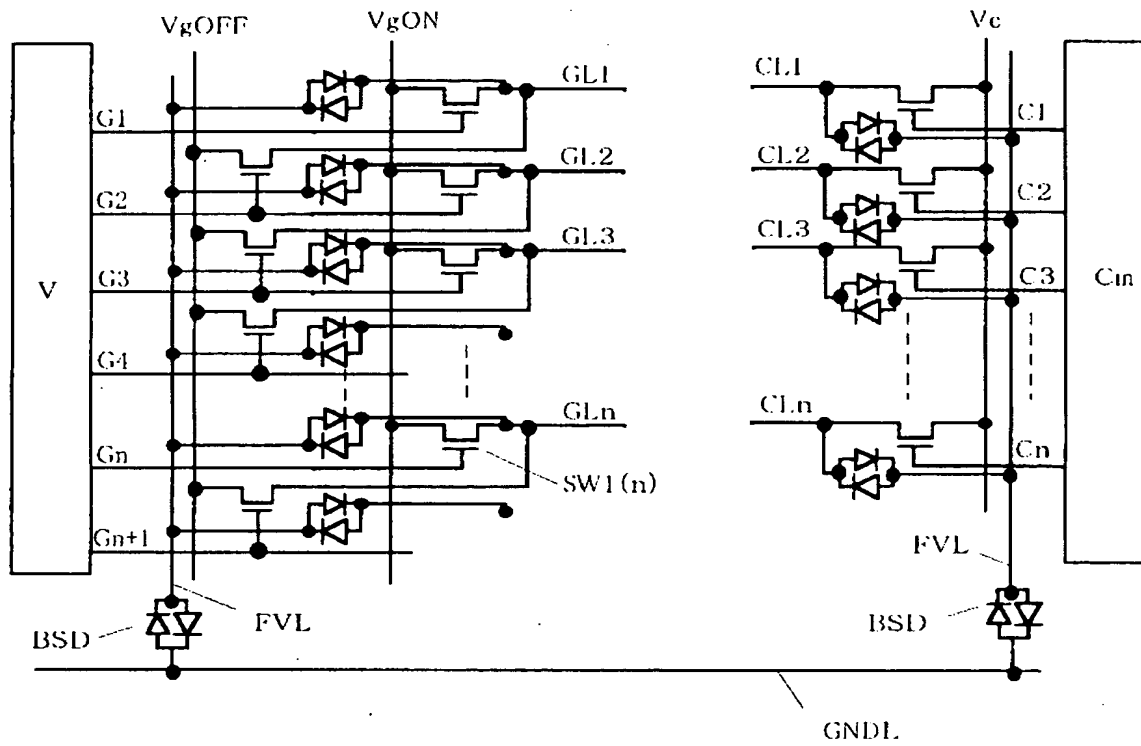 VgOFF VgON Vc
GL1 CL1
G1 C1
GL2 CL2
G2 C2
GL3 CL3
V G3 C3 Cm
G4
GLn CLn
Gn Cn
SW1(n)
Gn+1
FVL
BSD FVL BSD
GNDL